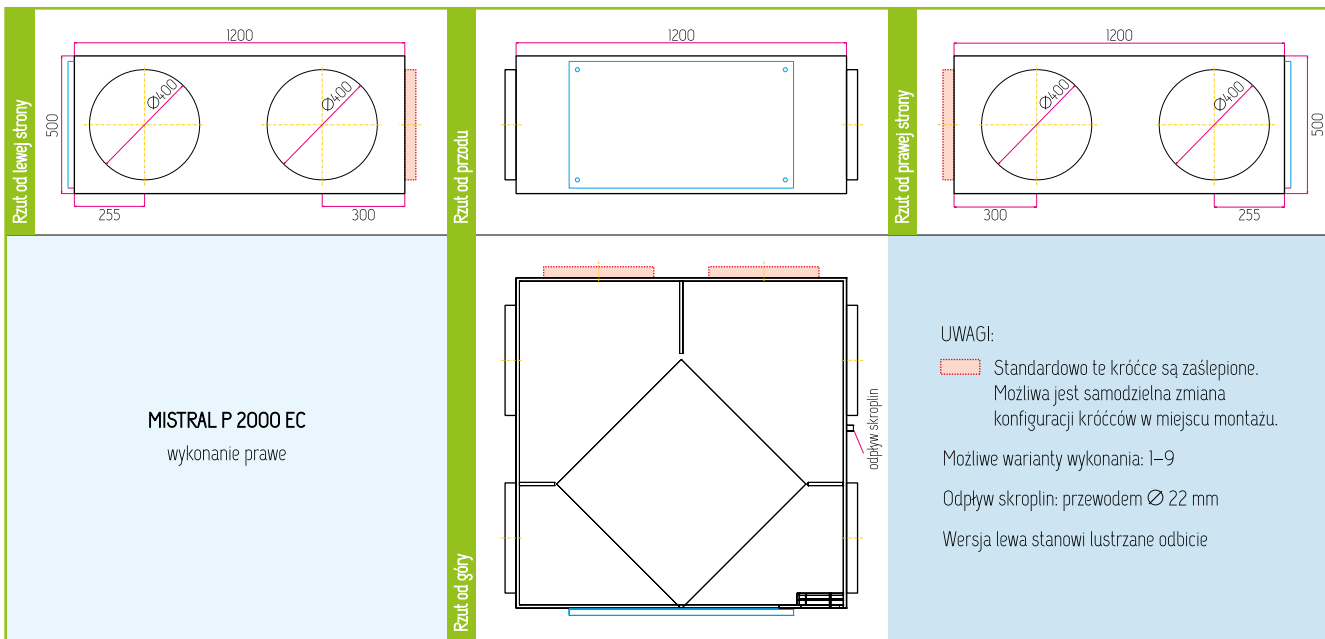 Rzut od lewej strony
1200
500
Ø400
Ø400
255
300
Rzut od przodu
1200
Rzut od prawej strony
1200
Ø400
Ø400
500
300
255
MISTRAL P 2000 EC
wykonanie prawe
Rzut od góry
odpływ skroplin
UWAGI:
Standardowo te króćce są zaślepione.
Możliwa jest samodzielna zmiana
konfiguracji króćców w miejscu montażu.
Możliwe warianty wykonania: 1–9
Odpływ skroplin: przewodem Ø 22 mm
Wersja lewa stanowi lustrzane odbicie